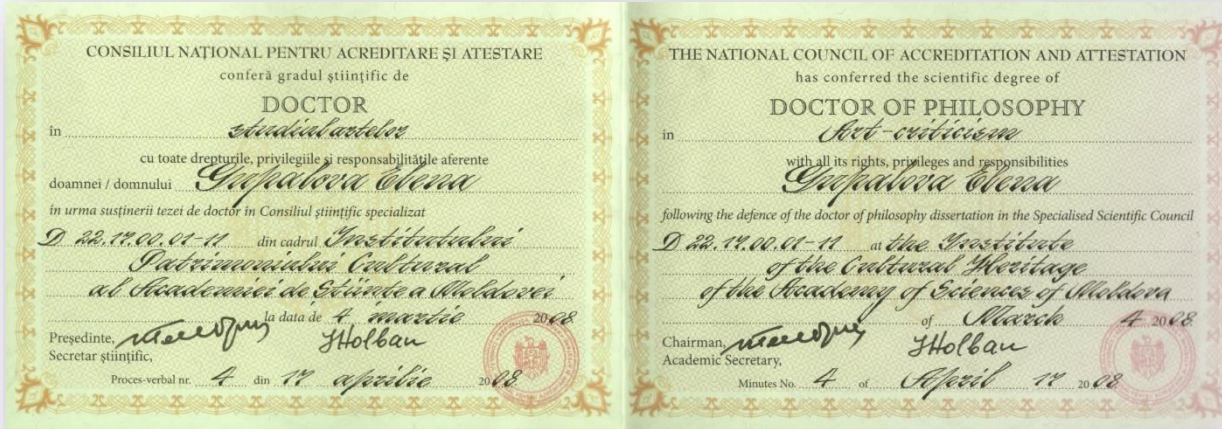 CONSILIUL NAȚIONAL PENTRU ACREDITARE ȘI ATESTARE
conferă gradul științific de
DOCTOR
în studiul artelor
cu toate drepturile, privilegiile și responsabilitățile aferente
doamnei / domnului Gupalova Elena
în urma susținerii tezei de doctor în Consiliul științific specializat
D 22.17.00.01-11 din cadrul Institutului
Patrimoniului Cultural
al Academiei de Științe a Moldovei
la data de 4 martie 2008
Președinte,
Secretar științific, JHolban
Proces-verbal nr. 4 din 17 aprilie 2008
THE NATIONAL COUNCIL OF ACCREDITATION AND ATTESTATION
has conferred the scientific degree of
DOCTOR OF PHILOSOPHY
in Art-criticism
with all its rights, privileges and responsibilities
Gupalova Elena
following the defence of the doctor of philosophy dissertation in the Specialised Scientific Council
D 22.17.00.01-11 at the Institute
of the Cultural Heritage
of the Academy of Sciences of Moldova
of March 4 2008
Chairman,
Academic Secretary, JHolban
Minutes No. 4 of April 17 2008